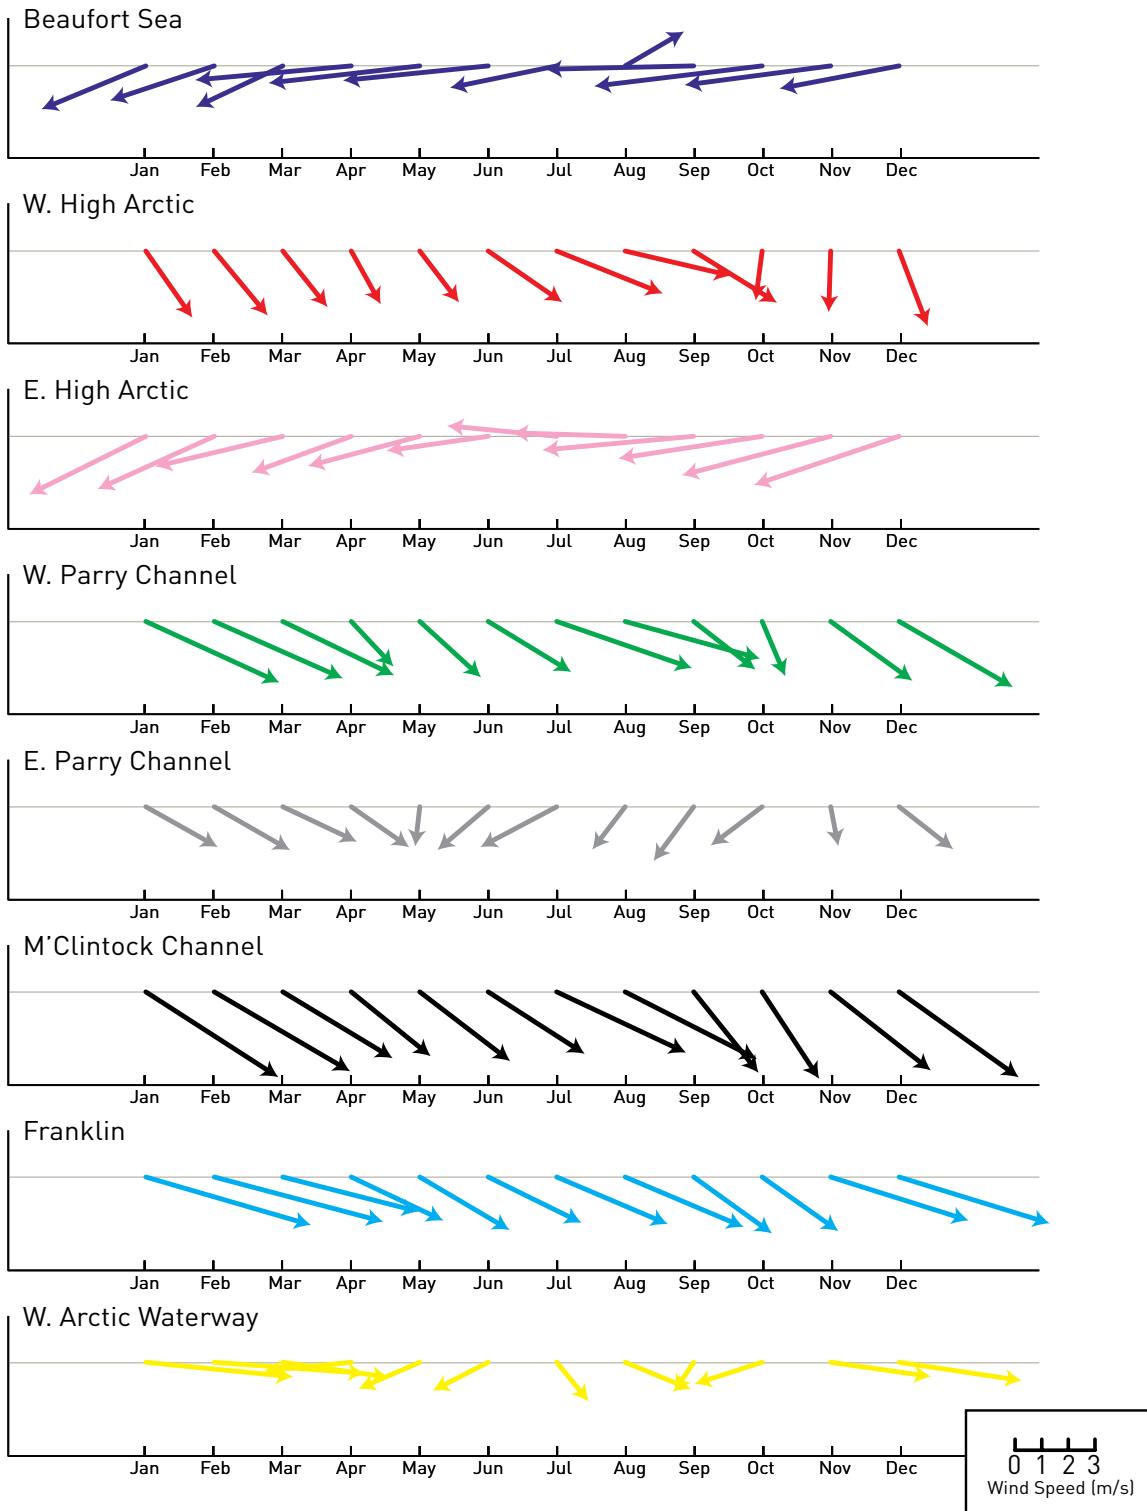 Beaufort Sea
Jan Feb Mar Apr May Jun Jul Aug Sep Oct Nov Dec
W. High Arctic
Jan Feb Mar Apr May Jun Jul Aug Sep Oct Nov Dec
E. High Arctic
Jan Feb Mar Apr May Jun Jul Aug Sep Oct Nov Dec
W. Parry Channel
Jan Feb Mar Apr May Jun Jul Aug Sep Oct Nov Dec
E. Parry Channel
Jan Feb Mar Apr May Jun Jul Aug Sep Oct Nov Dec
M’Clintock Channel
Jan Feb Mar Apr May Jun Jul Aug Sep Oct Nov Dec
Franklin
Jan Feb Mar Apr May Jun Jul Aug Sep Oct Nov Dec
W. Arctic Waterway
Jan Feb Mar Apr May Jun Jul Aug Sep Oct Nov Dec
0 1 2 3
Wind Speed (m/s)